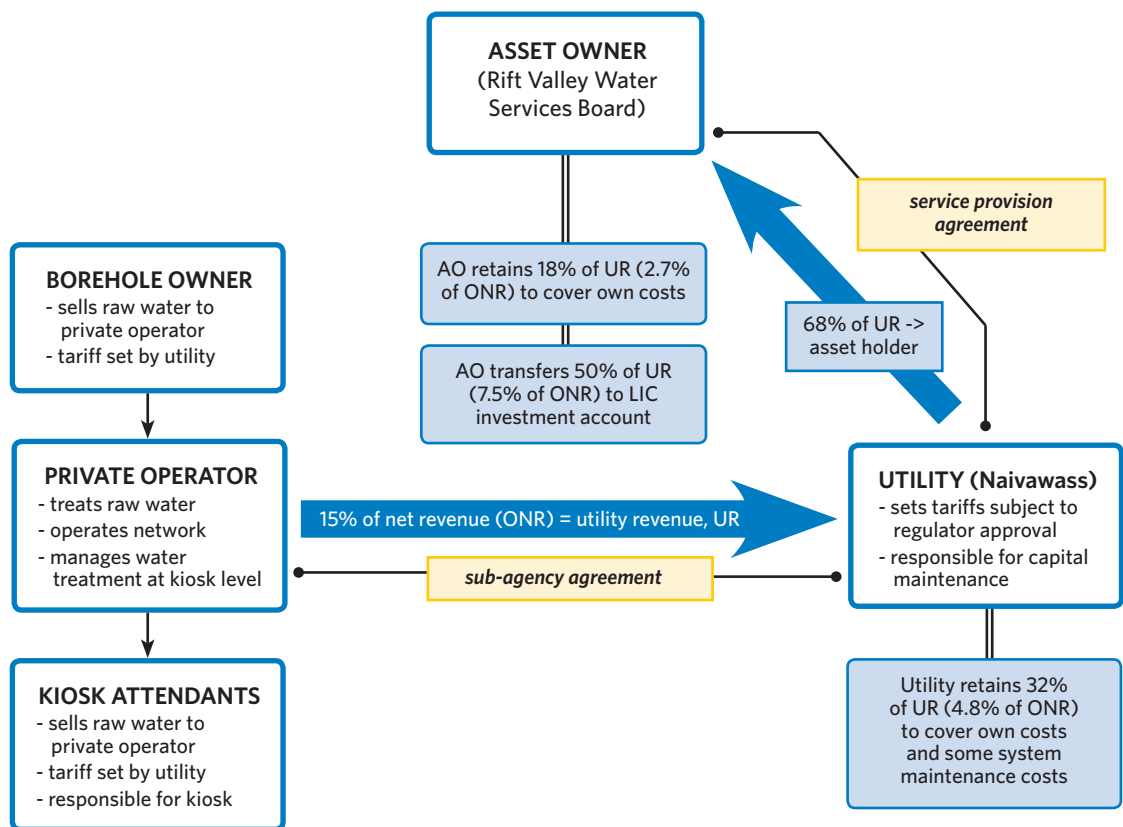 ASSET OWNER
(Rift Valley Water
Services Board)
service provision
agreement
AO retains 18% of UR (2.7%
of ONR) to cover own costs
68% of UR ->
asset holder
AO transfers 50% of UR
(7.5% of ONR) to LIC
investment account
BOREHOLE OWNER
- sells raw water to
private operator
- tariff set by utility
PRIVATE OPERATOR
- treats raw water
- operates network
- manages water
treatment at kiosk level
15% of net revenue (ONR) = utility revenue, UR
sub-agency agreement
UTILITY (Naivawass)
- sets tariffs subject to
regulator approval
- responsible for capital
maintenance
KIOSK ATTENDANTS
- sells raw water to
private operator
- tariff set by utility
- responsible for kiosk
Utility retains 32%
of UR (4.8% of ONR)
to cover own costs
and some system
maintenance costs